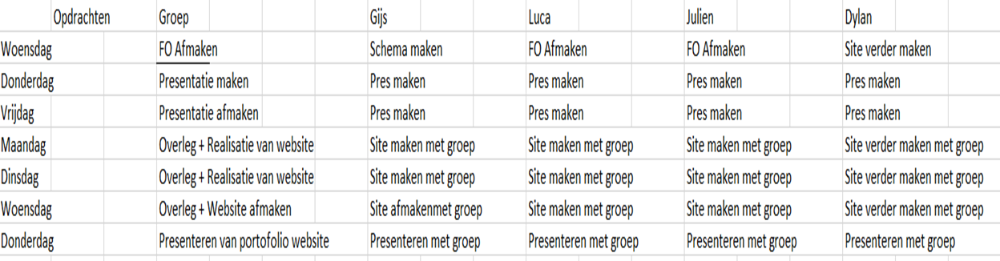 Opdrachten Groep Gijs Luca Julien Dylan
Woensdag FO Afmaken Schema maken FO Afmaken FO Afmaken Site verder maken
Donderdag Presentatie maken Pres maken Pres maken Pres maken Pres maken
Vrijdag Presentatie afmaken Pres maken Pres maken Pres maken Pres maken
Maandag Overleg + Realisatie van website Site maken met groep Site maken met groep Site maken met groep Site verder maken met groep
Dinsdag Overleg + Realisatie van website Site maken met groep Site maken met groep Site maken met groep Site verder maken met groep
Woensdag Overleg + Website afmaken Site afmakenmet groep Site maken met groep Site maken met groep Site verder maken met groep
Donderdag Presenteren van portofolio website Presenteren met groep Presenteren met groep Presenteren met groep Presenteren met groep